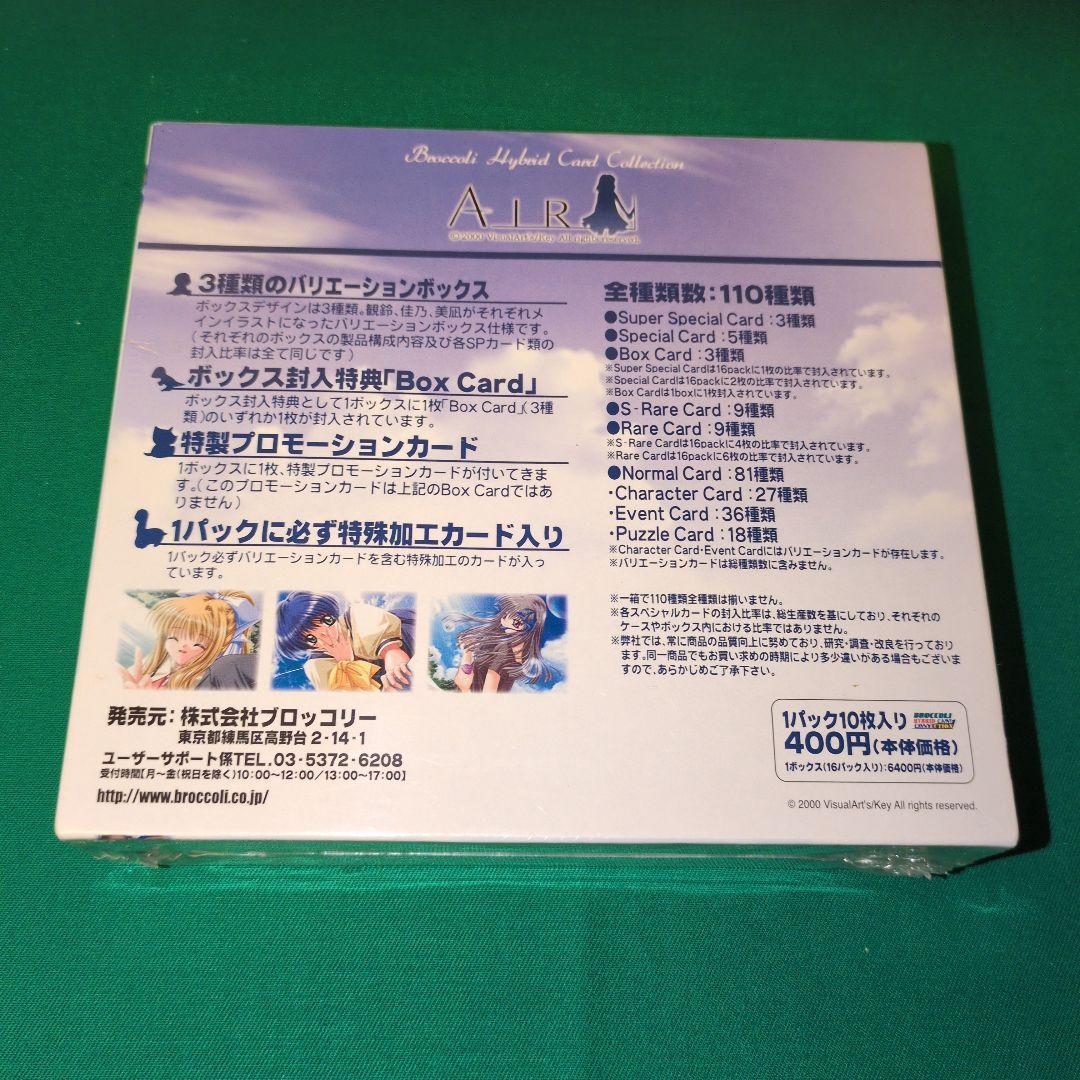 Broccoli Hybrid Card Collection
AIR
© 2000 VisualArt's/Key All rights reserved.
3種類のバリエーションボックス
ボックスデザインは3種類。観鈴、佳乃、美凪がそれぞれメ
インイラストになったバリエーションボックス仕様です。
(それぞれのボックスの製品構成内容及び各SPカード類の
封入比率は全て同じです)
ボックス封入特典「Box Card」
ボックス封入特典として1ボックスに1枚「Box Card」(3種
類)のいずれか1枚が封入されています。
特製プロモーションカード
1ボックスに1枚、特製プロモーションカードが付いてきま
す。(このプロモーションカードは上記のBox Cardではあ
りません)
1パックに必ず特殊加工カード入り
1パック必ずバリエーションカードを含む特殊加工のカードが入っ
ています。
全種類数:110種類
●Super Special Card:3種類
●Special Card:5種類
●Box Card:3種類
※Super Special Cardは16packに1枚の比率で封入されています。
※Special Cardは16packに2枚の比率で封入されています。
※Box Cardは1boxに1枚封入されています。
●S-Rare Card:9種類
●Rare Card:9種類
※S-Rare Cardは16packに4枚の比率で封入されています。
※Rare Cardは16packに6枚の比率で封入されています。
●Normal Card:81種類
・Character Card:27種類
・Event Card:36種類
・Puzzle Card:18種類
※Character Card・Event Cardにはバリエーションカードが存在します。
※バリエーションカードは総種類数に含みません。
※一箱で110種類全種類は揃いません。
※各スペシャルカードの封入比率は、総生産数を基にしており、それぞれの
ケースやボックス内における比率ではありません。
※弊社では、常に商品の品質向上に努めており、研究・調査・改良を行っており
ます。同一商品でもお買い求めの時期により多少違いがある場合もございま
すので、あらかじめご了承下さい。
発売元:株式会社ブロッコリー
東京都練馬区高野台2-14-1
ユーザーサポート係TEL.03-5372-6208
受付時間【月～金(祝日を除く)10:00～12:00/13:00～17:00】
http://www.broccoli.co.jp/
1パック10枚入り
BROCCOLI
HYBRID CARD
COLLECTION
400円(本体価格)
1ボックス(16パック入り):6400円(本体価格)
© 2000 VisualArt's/Key All rights reserved.